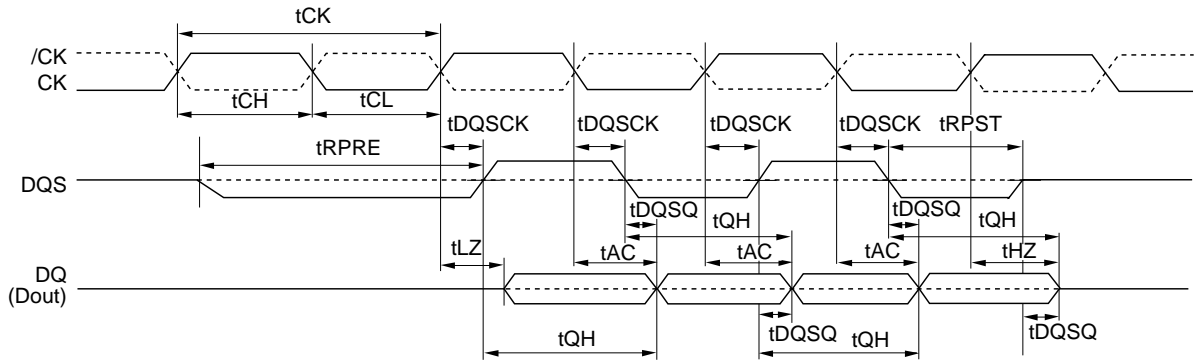 tCK
/CK
CK
tCH
tCL
tDQSCK
tDQSCK
tDQSCK
tDQSCK
tRPST
tRPRE
DQS
tDQSQ
tQH
tDQSQ
tQH
tLZ
tAC
tAC
tAC
tHZ
DQ
(Dout)
tQH
tDQSQ
tQH
tDQSQ